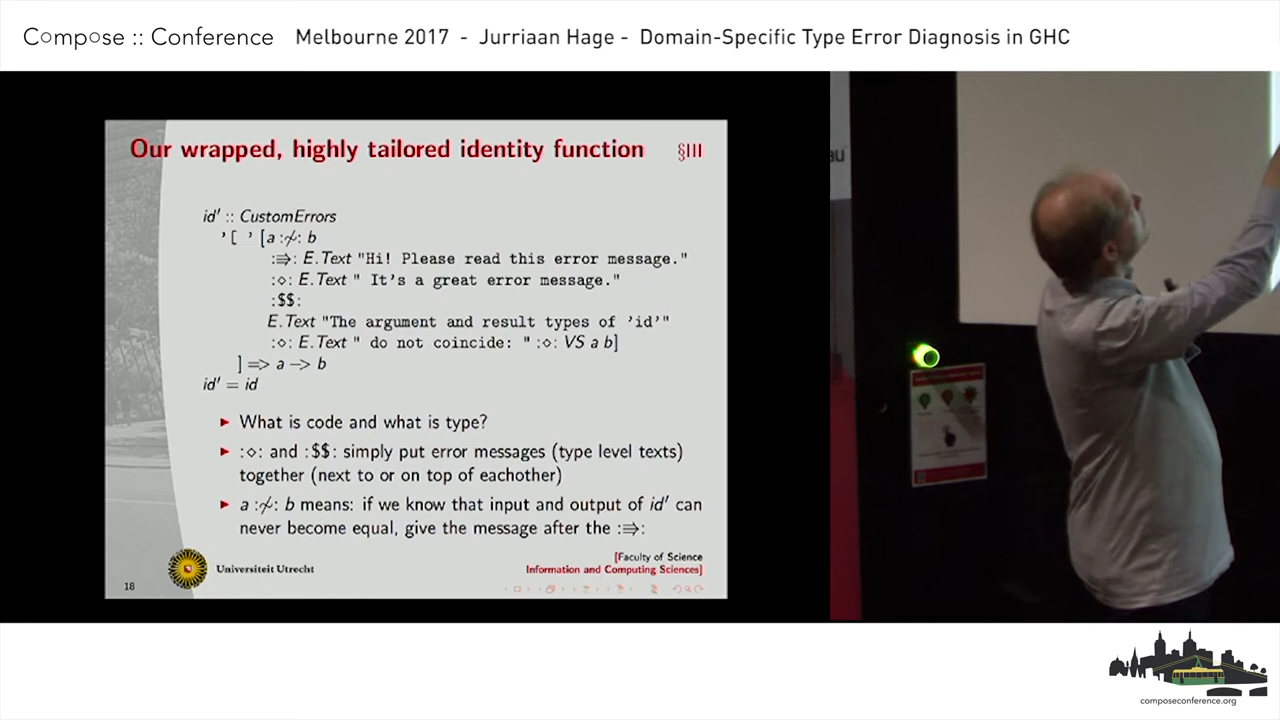 Compose :: Conference Melbourne 2017 - Jurriaan Hage - Domain-Specific Type Error Diagnosis in GHC
Our wrapped, highly tailored identity function §III
id′ :: CustomErrors
'[ '[a :≁: b
:⇛: E.Text "Hi! Please read this error message."
:⋄: E.Text " It's a great error message."
:$$:
E.Text "The argument and result types of 'id'"
:⋄: E.Text " do not coincide: " :⋄: VS a b]
] => a -> b
id′ = id
▶ What is code and what is type?
▶ :⋄: and :$$: simply put error messages (type level texts)
together (next to or on top of eachother)
▶ a :≁: b means: if we know that input and output of id′ can
never become equal, give the message after the :⇛:
[Faculty of Science
Universiteit Utrecht Information and Computing Sciences]
18
au
composeconference.org